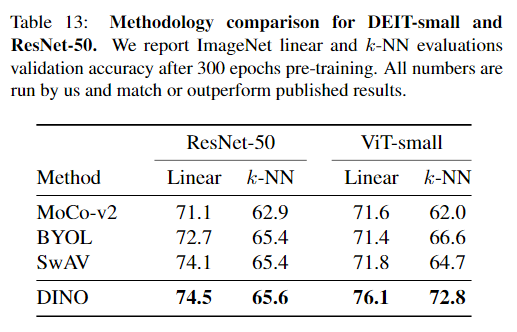 Table 13: Methodology comparison for DEIT-small and
ResNet-50. We report ImageNet linear and k-NN evaluations
validation accuracy after 300 epochs pre-training. All numbers are
run by us and match or outperform published results.
ResNet-50 ViT-small
Method Linear k-NN Linear k-NN
MoCo-v2 71.1 62.9 71.6 62.0
BYOL 72.7 65.4 71.4 66.6
SwAV 74.1 65.4 71.8 64.7
DINO 74.5 65.6 76.1 72.8